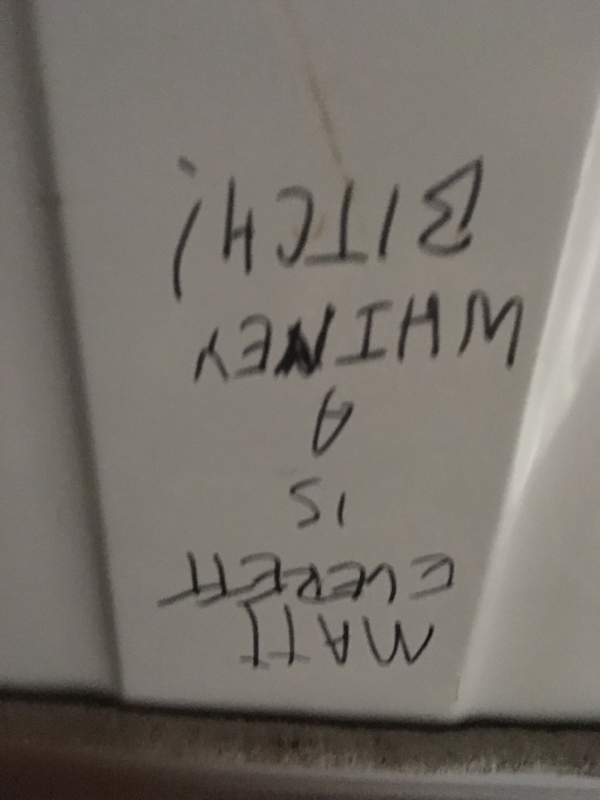 MATT
EVERETT
IS
A
WHINEY
BITCH!